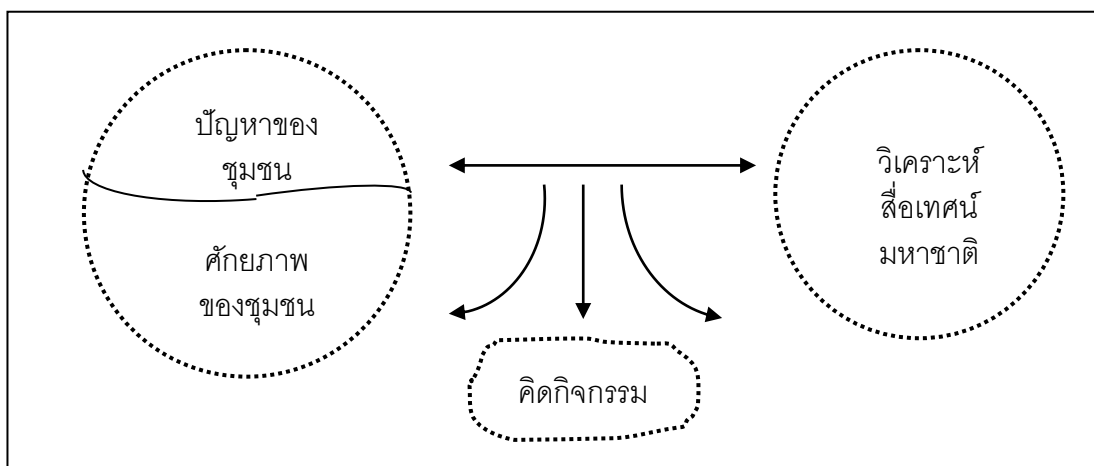 ปัญหาของ
ชุมชน
ศักยภาพ
ของชุมชน
วิเคราะห์
สื่อเทศน์
มหาชาติ
คิดกิจกรรม